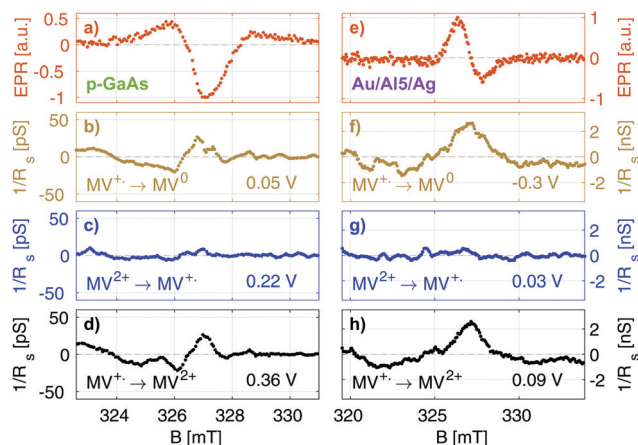 a)
EPR [a.u.]
0.5
0
-0.5
-1
p-GaAs
b)
1/R s [pS]
50
0
-50
MV+· → MV0
0.05 V
c)
1/R s [pS]
50
0
-50
MV2+ → MV+·
0.22 V
d)
1/R s [pS]
50
0
-50
MV+· → MV2+
0.36 V
324
326
328
330
B [mT]
e)
EPR [a.u.]
1
0
-1
Au/Al5/Ag
f)
1/R s [nS]
2
0
-2
MV+· → MV0
-0.3 V
g)
1/R s [nS]
2
0
-2
MV2+ → MV+·
0.03 V
h)
1/R s [nS]
2
0
-2
MV+· → MV2+
0.09 V
320
325
330
B [mT]